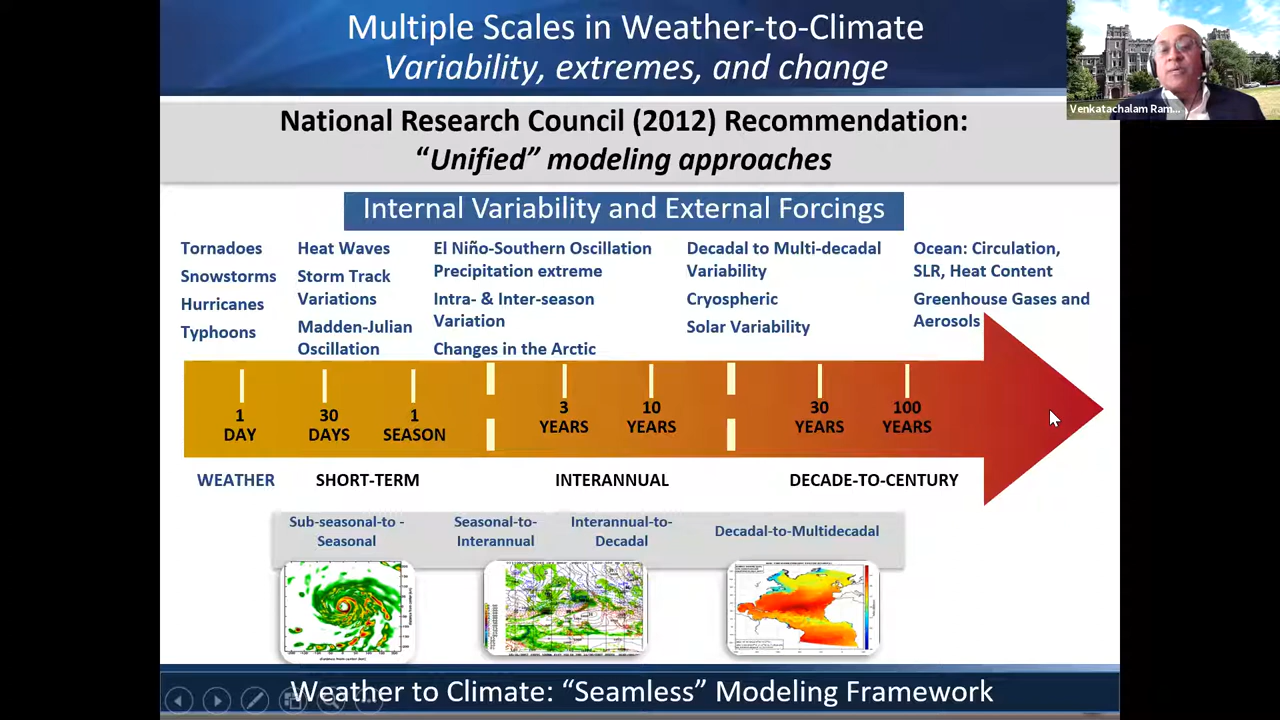 Multiple Scales in Weather-to-Climate
Variability, extremes, and change
Venkatachalam Ram...
National Research Council (2012) Recommendation:
“Unified” modeling approaches
Internal Variability and External Forcings
Tornadoes
Snowstorms
Hurricanes
Typhoons
Heat Waves
Storm Track
Variations
Madden-Julian
Oscillation
El Niño-Southern Oscillation
Precipitation extreme
Intra- & Inter-season
Variation
Changes in the Arctic
Decadal to Multi-decadal
Variability
Cryospheric
Solar Variability
Ocean: Circulation,
SLR, Heat Content
Greenhouse Gases and
Aerosols
1
DAY
30
DAYS
1
SEASON
3
YEARS
10
YEARS
30
YEARS
100
YEARS
WEATHER
SHORT-TERM
INTERANNUAL
DECADE-TO-CENTURY
Sub-seasonal-to -
Seasonal
Seasonal-to-
Interannual
Interannual-to-
Decadal
Decadal-to-Multidecadal
Weather to Climate: “Seamless” Modeling Framework